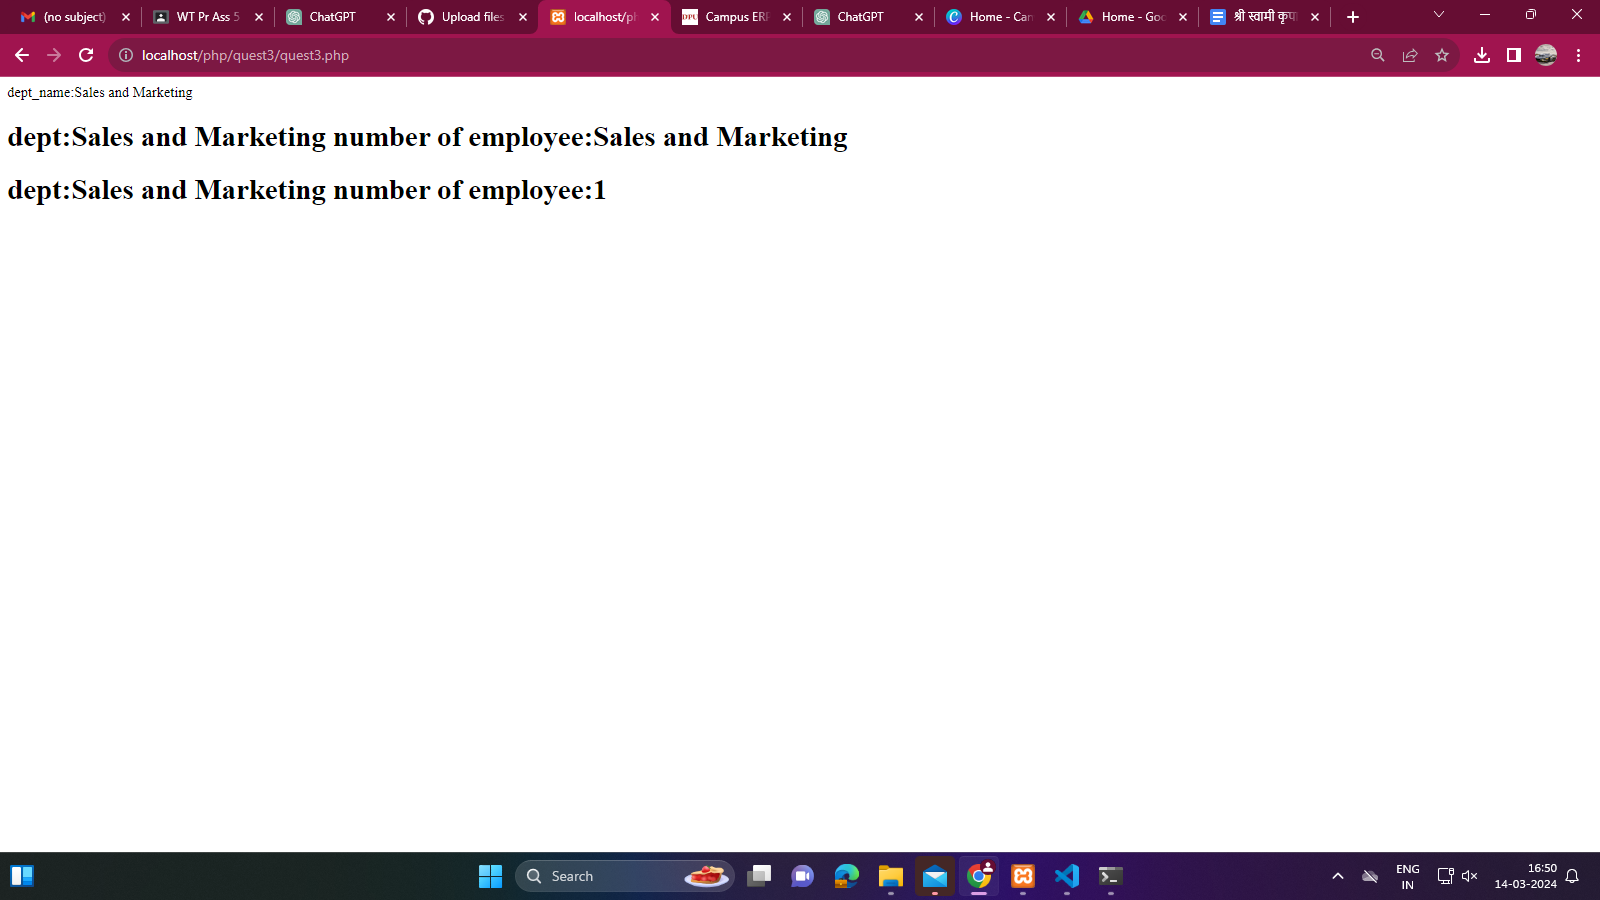 (no subject)
WT Pr Ass 5
ChatGPT
Upload files
localhost/ph
DPU
Campus ERP
ChatGPT
Home - Can
Home - Goo
श्री स्वामी कृपा
localhost/php/quest3/quest3.php
dept_name:Sales and Marketing
dept:Sales and Marketing number of employee:Sales and Marketing
dept:Sales and Marketing number of employee:1
Search
ENG
IN
16:50
14-03-2024